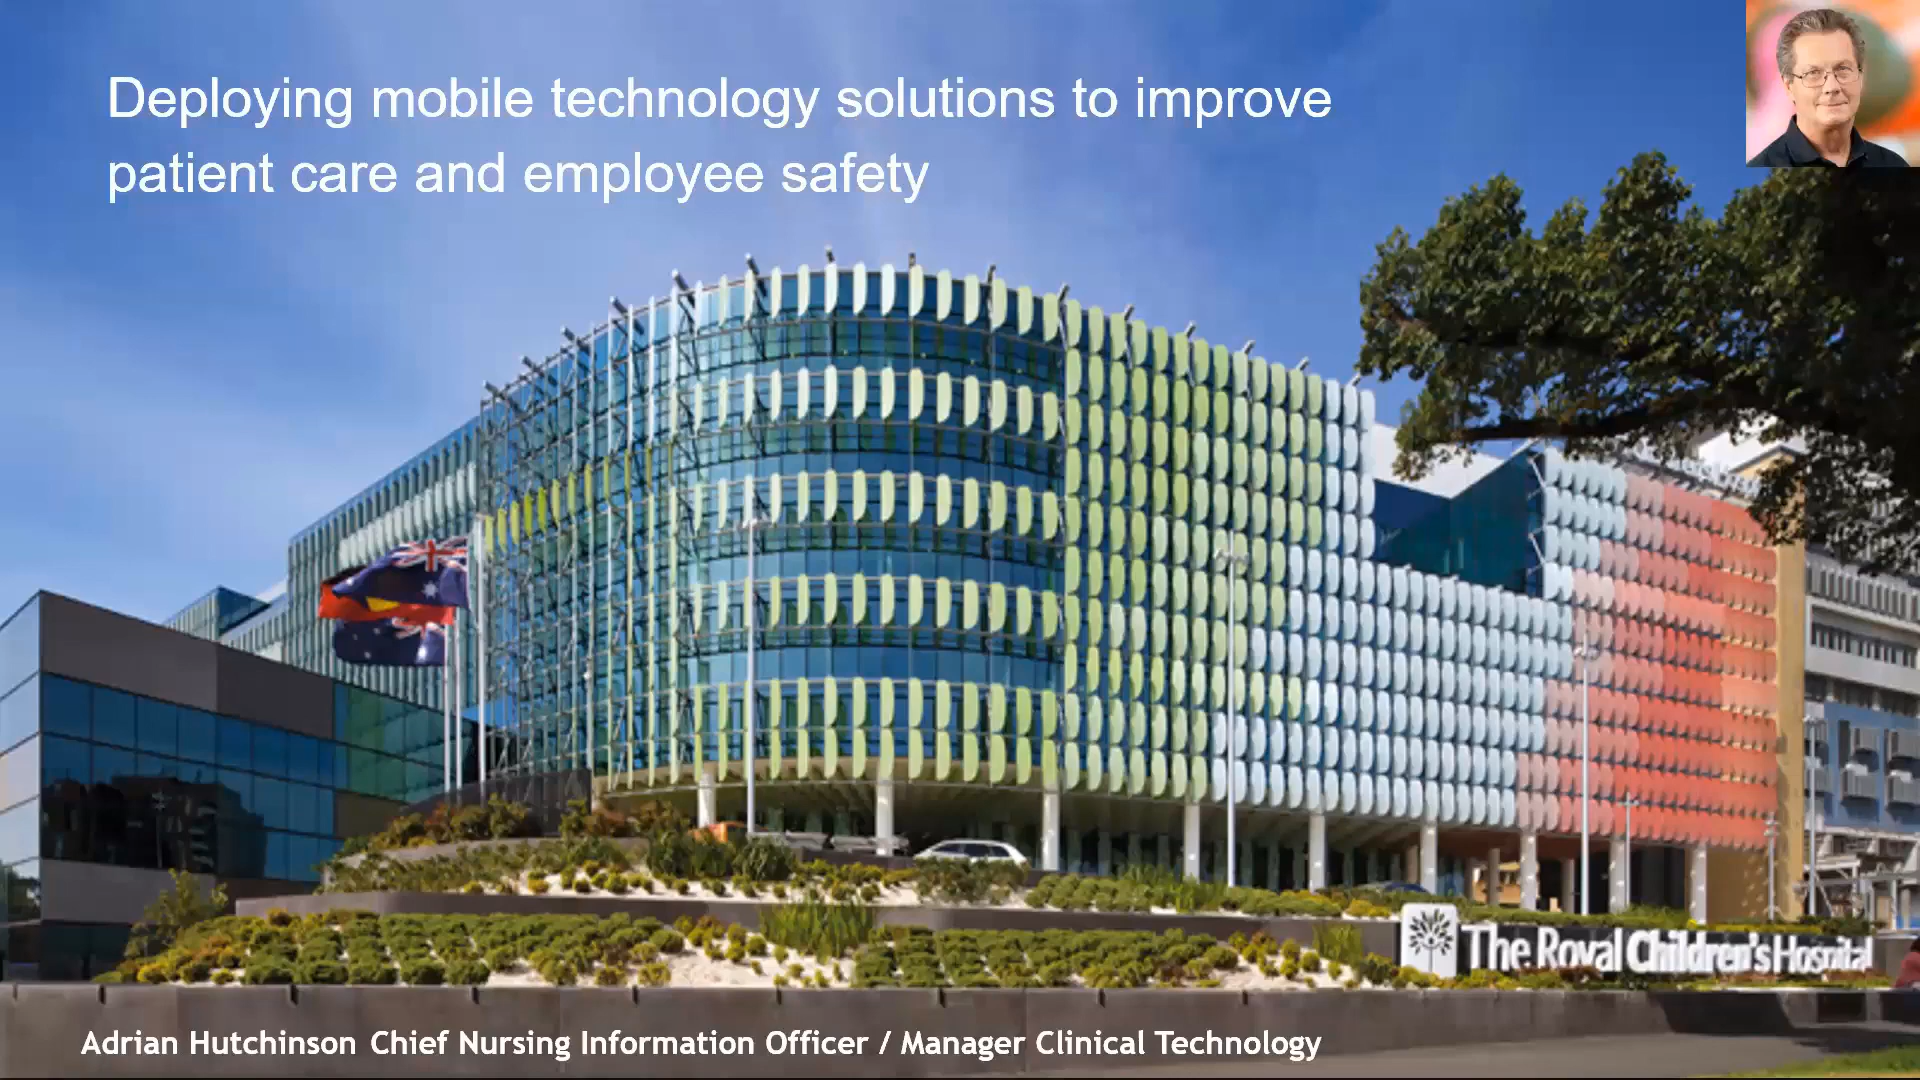 Deploying mobile technology solutions to improve
patient care and employee safety
The Royal Children's Hospital
Adrian Hutchinson Chief Nursing Information Officer / Manager Clinical Technology